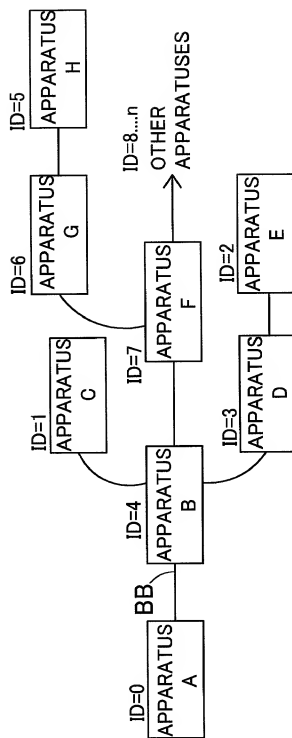 ID=0
APPARATUS
A
BB
ID=4
APPARATUS
B
ID=1
APPARATUS
C
ID=3
APPARATUS
D
ID=2
APPARATUS
E
ID=7
APPARATUS
F
ID=6
APPARATUS
G
ID=5
APPARATUS
H
ID=8....n
OTHER
APPARATUSES